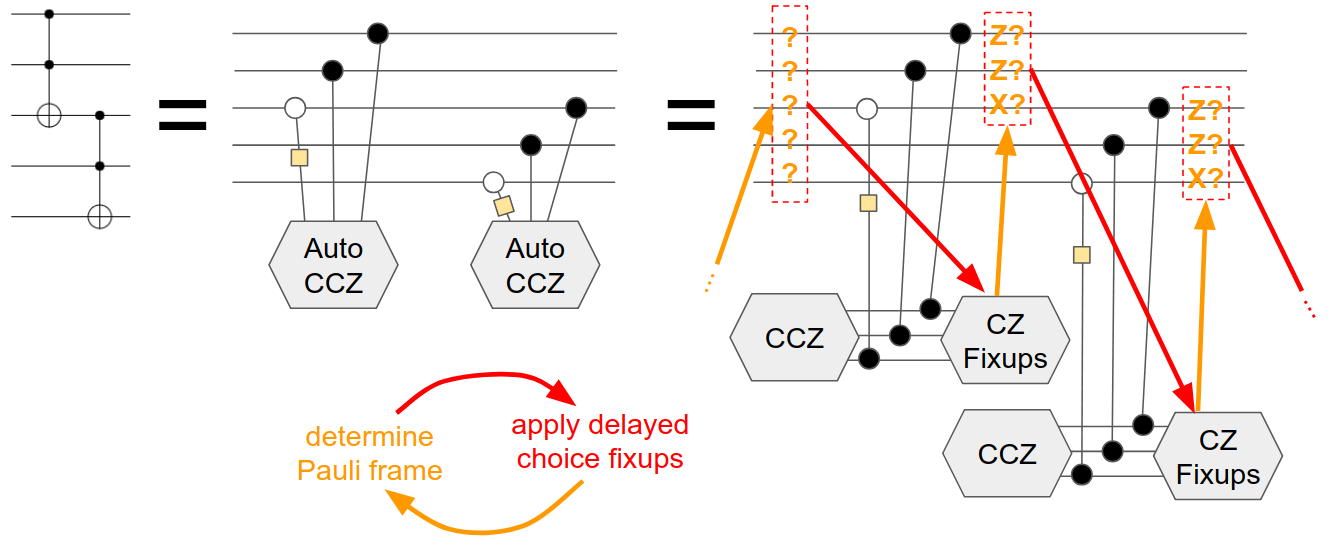 ?
?
?
?
?
Z?
Z?
X?
Z?
Z?
X?
Auto
CCZ
Auto
CCZ
CCZ
CZ
Fixups
CCZ
CZ
Fixups
determine
Pauli frame
apply delayed
choice fixups